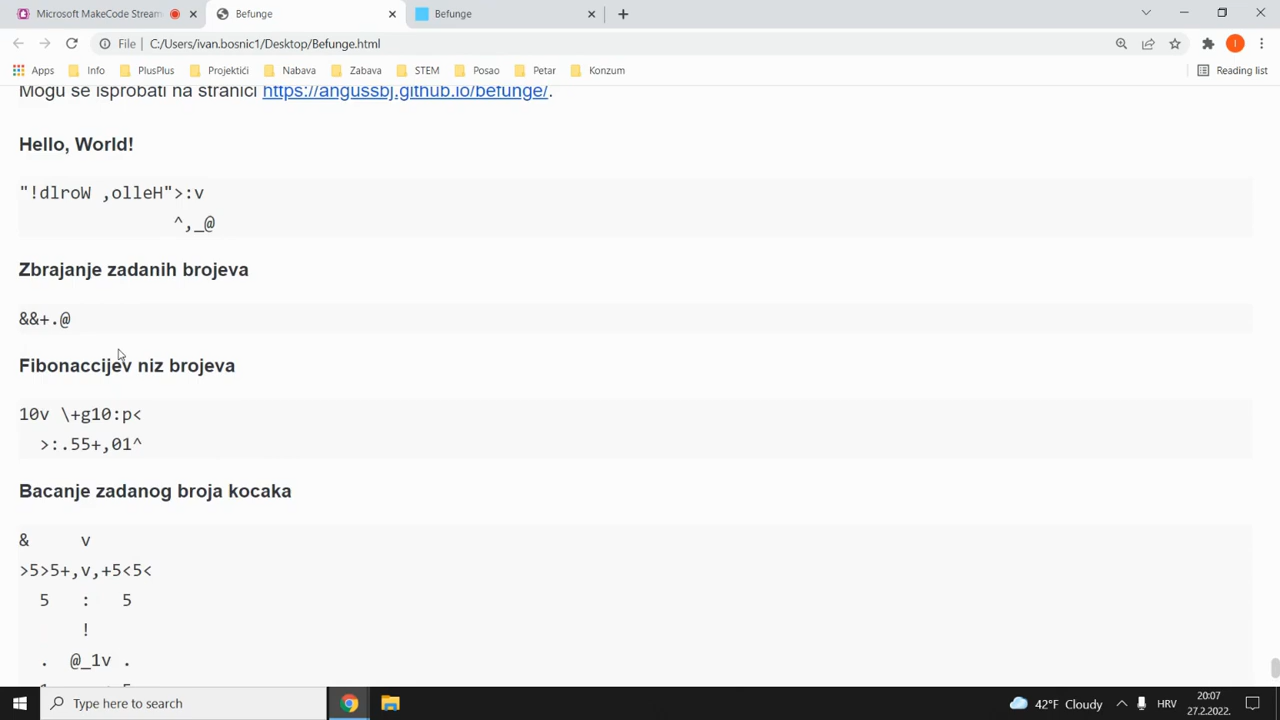 Microsoft MakeCode Stream
Befunge
Befunge
File
C:/Users/ivan.bosnic1/Desktop/Befunge.html
Apps
Info
PlusPlus
Projektići
Nabava
Zabava
STEM
Posao
Petar
Konzum
Reading list
Mogu se isprobati na stranici https://angussbj.github.io/befunge/.
Hello, World!
"!dlroW ,olleH">:v
^,_@
Zbrajanje zadanih brojeva
&&+.@
Fibonaccijev niz brojeva
10v \+g10:p<
>:.55+,01^
Bacanje zadanog broja kocaka
&     v
>5>5+,v,+5<5<
5   :   5
!
.  @_1v .
Type here to search
42°F Cloudy
HRV
20:07
27.2.2022.